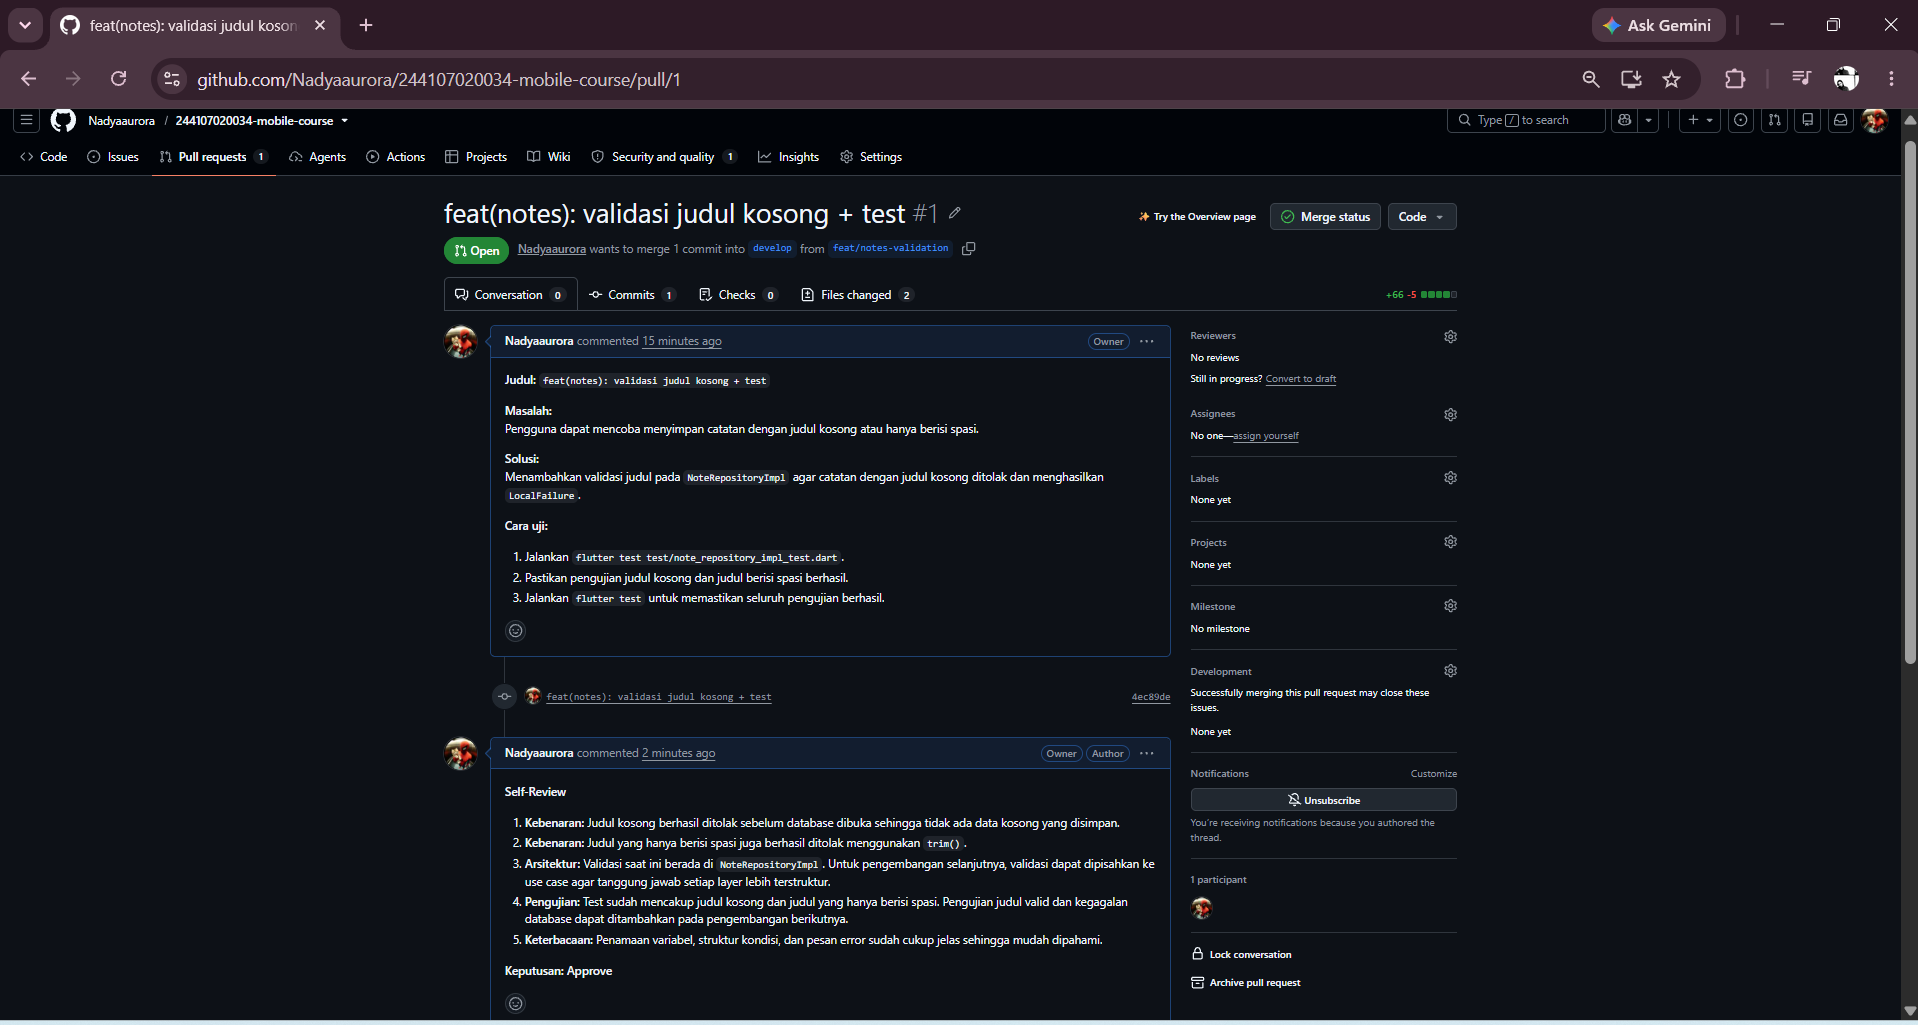 feat(notes): validasi judul koson
Ask Gemini
github.com/Nadyaaurora/244107020034-mobile-course/pull/1
Nadyaaurora / 244107020034-mobile-course
Type / to search
Code
Issues
Pull requests 1
Agents
Actions
Projects
Wiki
Security and quality 1
Insights
Settings
feat(notes): validasi judul kosong + test #1
Try the Overview page
Merge status
Code
Open
Nadyaaurora wants to merge 1 commit into develop from feat/notes-validation
Conversation 0
Commits 1
Checks 0
Files changed 2
+66 -5
Nadyaaurora commented 15 minutes ago
Owner
Judul: feat(notes): validasi judul kosong + test
Masalah:
Pengguna dapat mencoba menyimpan catatan dengan judul kosong atau hanya berisi spasi.
Solusi:
Menambahkan validasi judul pada NoteRepositoryImpl agar catatan dengan judul kosong ditolak dan menghasilkan
LocalFailure.
Cara uji:
1. Jalankan flutter test test/note_repository_impl_test.dart.
2. Pastikan pengujian judul kosong dan judul berisi spasi berhasil.
3. Jalankan flutter test untuk memastikan seluruh pengujian berhasil.
feat(notes): validasi judul kosong + test
4ec89de
Nadyaaurora commented 2 minutes ago
Owner
Author
Self-Review
1. Kebenaran: Judul kosong berhasil ditolak sebelum database dibuka sehingga tidak ada data kosong yang disimpan.
2. Kebenaran: Judul yang hanya berisi spasi juga berhasil ditolak menggunakan trim().
3. Arsitektur: Validasi saat ini berada di NoteRepositoryImpl. Untuk pengembangan selanjutnya, validasi dapat dipisahkan ke
use case agar tanggung jawab setiap layer lebih terstruktur.
4. Pengujian: Test sudah mencakup judul kosong dan judul yang hanya berisi spasi. Pengujian judul valid dan kegagalan
database dapat ditambahkan pada pengembangan berikutnya.
5. Keterbacaan: Penamaan variabel, struktur kondisi, dan pesan error sudah cukup jelas sehingga mudah dipahami.
Keputusan: Approve
Reviewers
No reviews
Still in progress? Convert to draft
Assignees
No one—assign yourself
Labels
None yet
Projects
None yet
Milestone
No milestone
Development
Successfully merging this pull request may close these
issues.
None yet
Notifications
Customize
Unsubscribe
You're receiving notifications because you authored the
thread.
1 participant
Lock conversation
Archive pull request